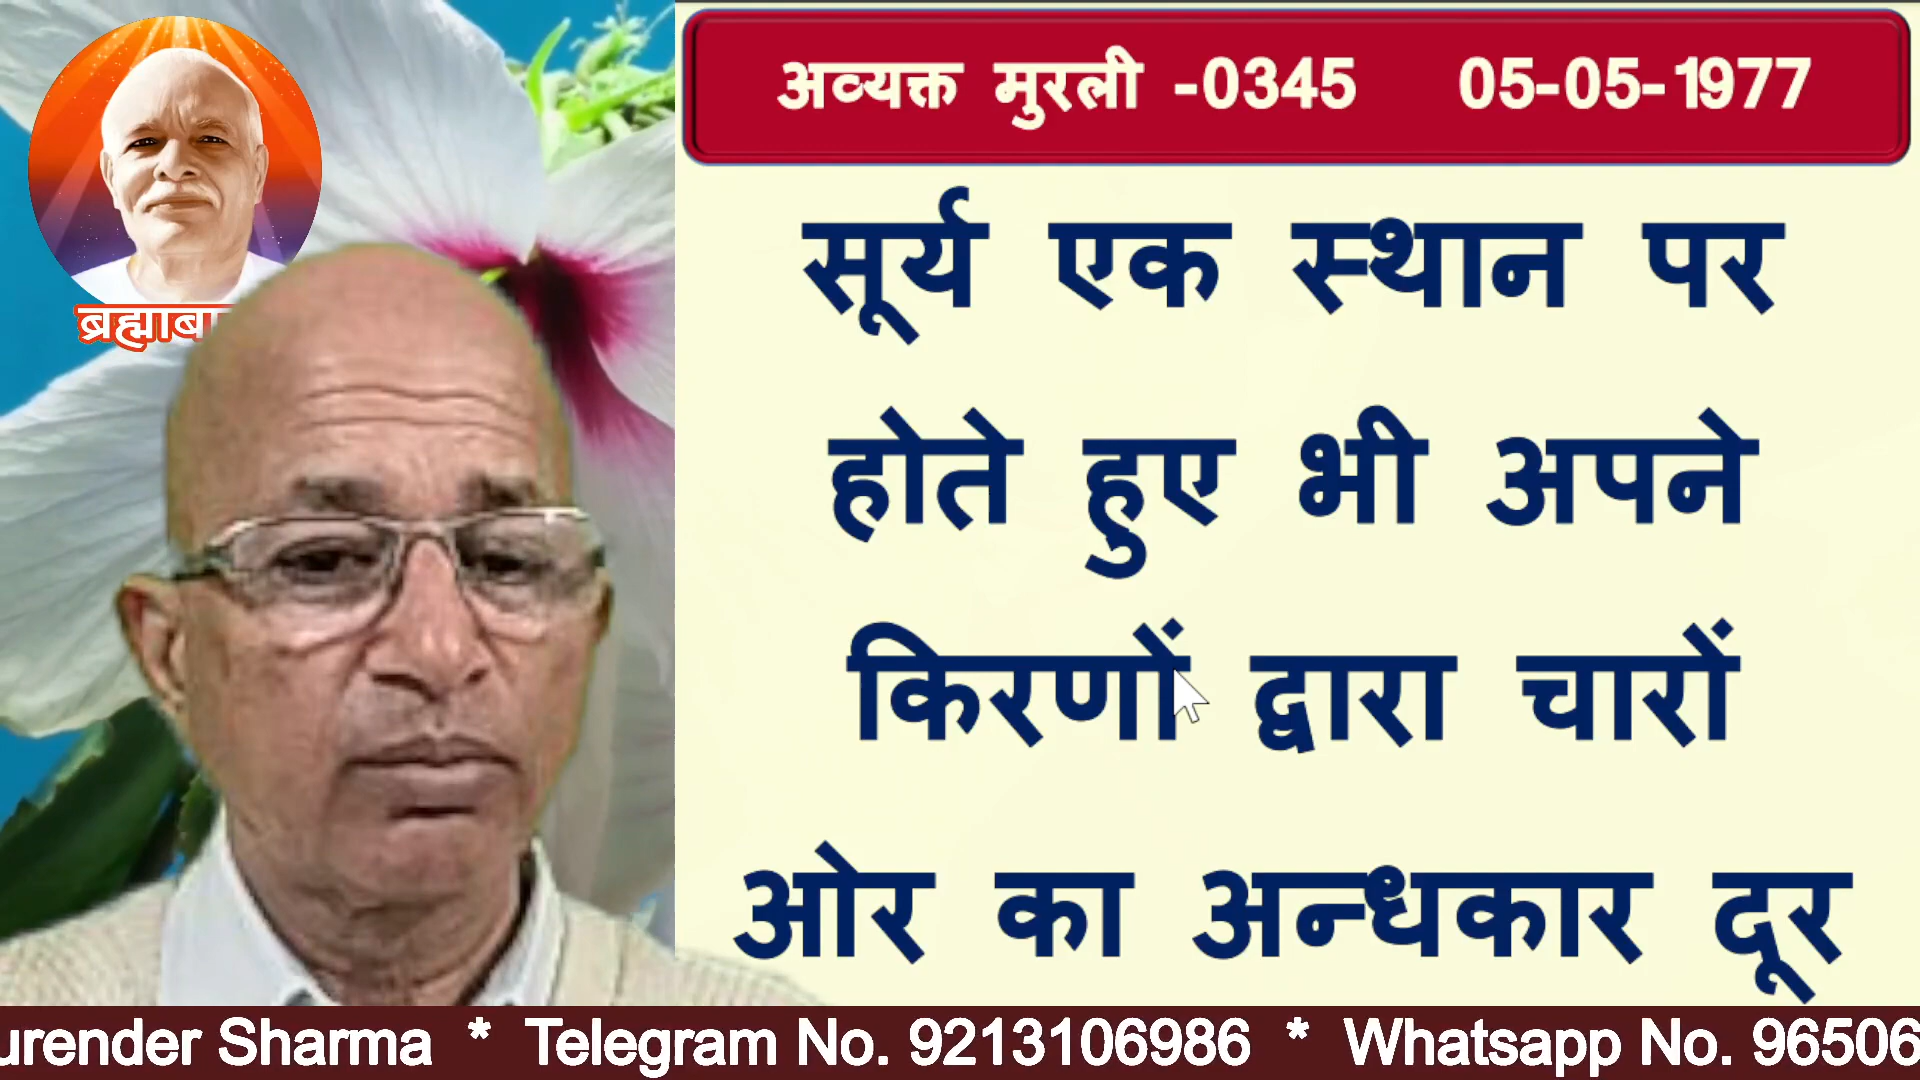 अव्यक्त मुरली -0345 05-05-1977
सूर्य एक स्थान पर
होते हुए भी अपने
किरणों द्वारा चारों
ओर का अन्धकार दूर
urender Sharma * Telegram No. 9213106986 * Whatsapp No. 96506